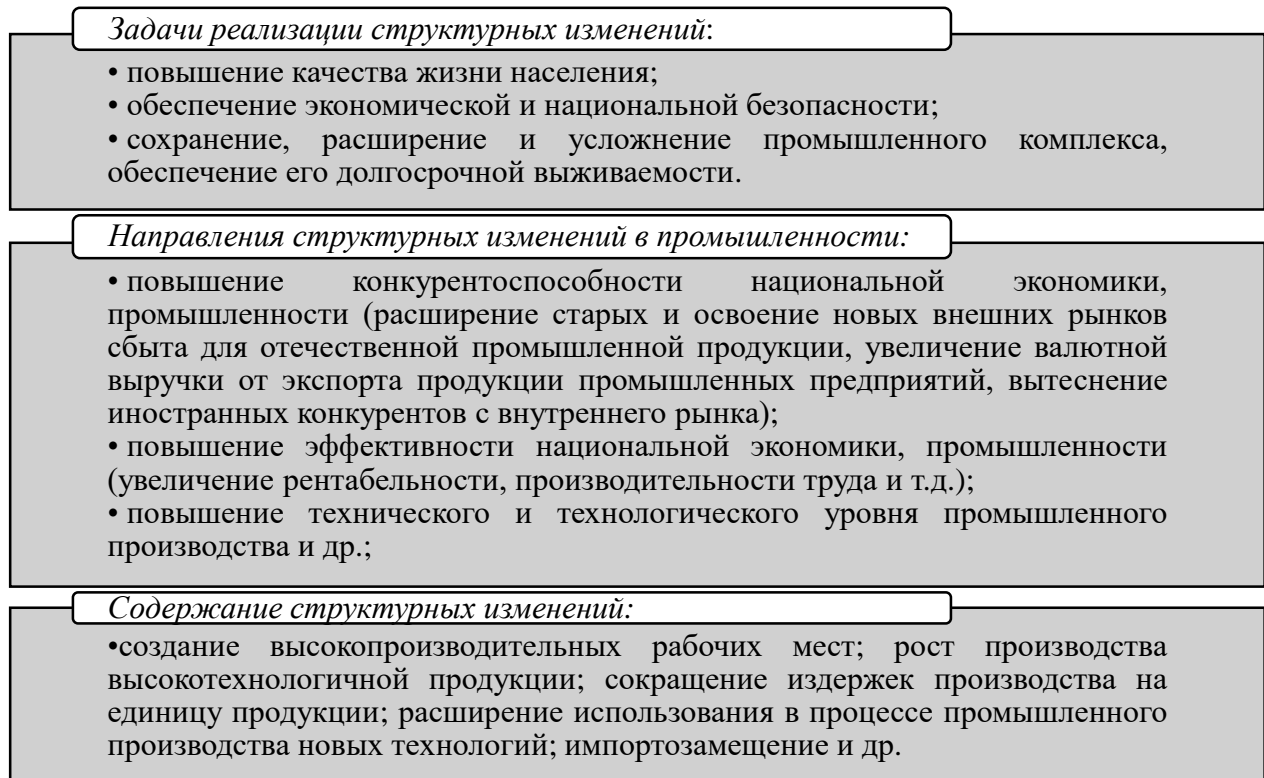 Задачи реализации структурных изменений:
• повышение качества жизни населения;
• обеспечение экономической и национальной безопасности;
• сохранение, расширение и усложнение промышленного комплекса,
обеспечение его долгосрочной выживаемости.
Направления структурных изменений в промышленности:
• повышение конкурентоспособности национальной экономики,
промышленности (расширение старых и освоение новых внешних рынков
сбыта для отечественной промышленной продукции, увеличение валютной
выручки от экспорта продукции промышленных предприятий, вытеснение
иностранных конкурентов с внутреннего рынка);
• повышение эффективности национальной экономики, промышленности
(увеличение рентабельности, производительности труда и т.д.);
• повышение технического и технологического уровня промышленного
производства и др.;
Содержание структурных изменений:
•создание высокопроизводительных рабочих мест; рост производства
высокотехнологичной продукции; сокращение издержек производства на
единицу продукции; расширение использования в процессе промышленного
производства новых технологий; импортозамещение и др.